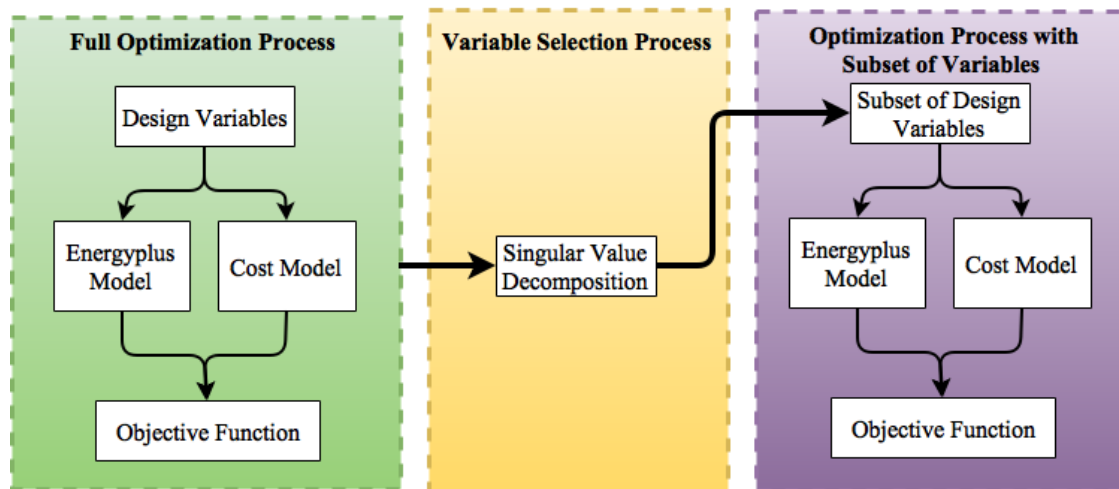 Full Optimization Process
Design Variables
Energyplus
Model
Cost Model
Objective Function
Variable Selection Process
Singular Value
Decomposition
Optimization Process with
Subset of Variables
Subset of Design
Variables
Energyplus
Model
Cost Model
Objective Function